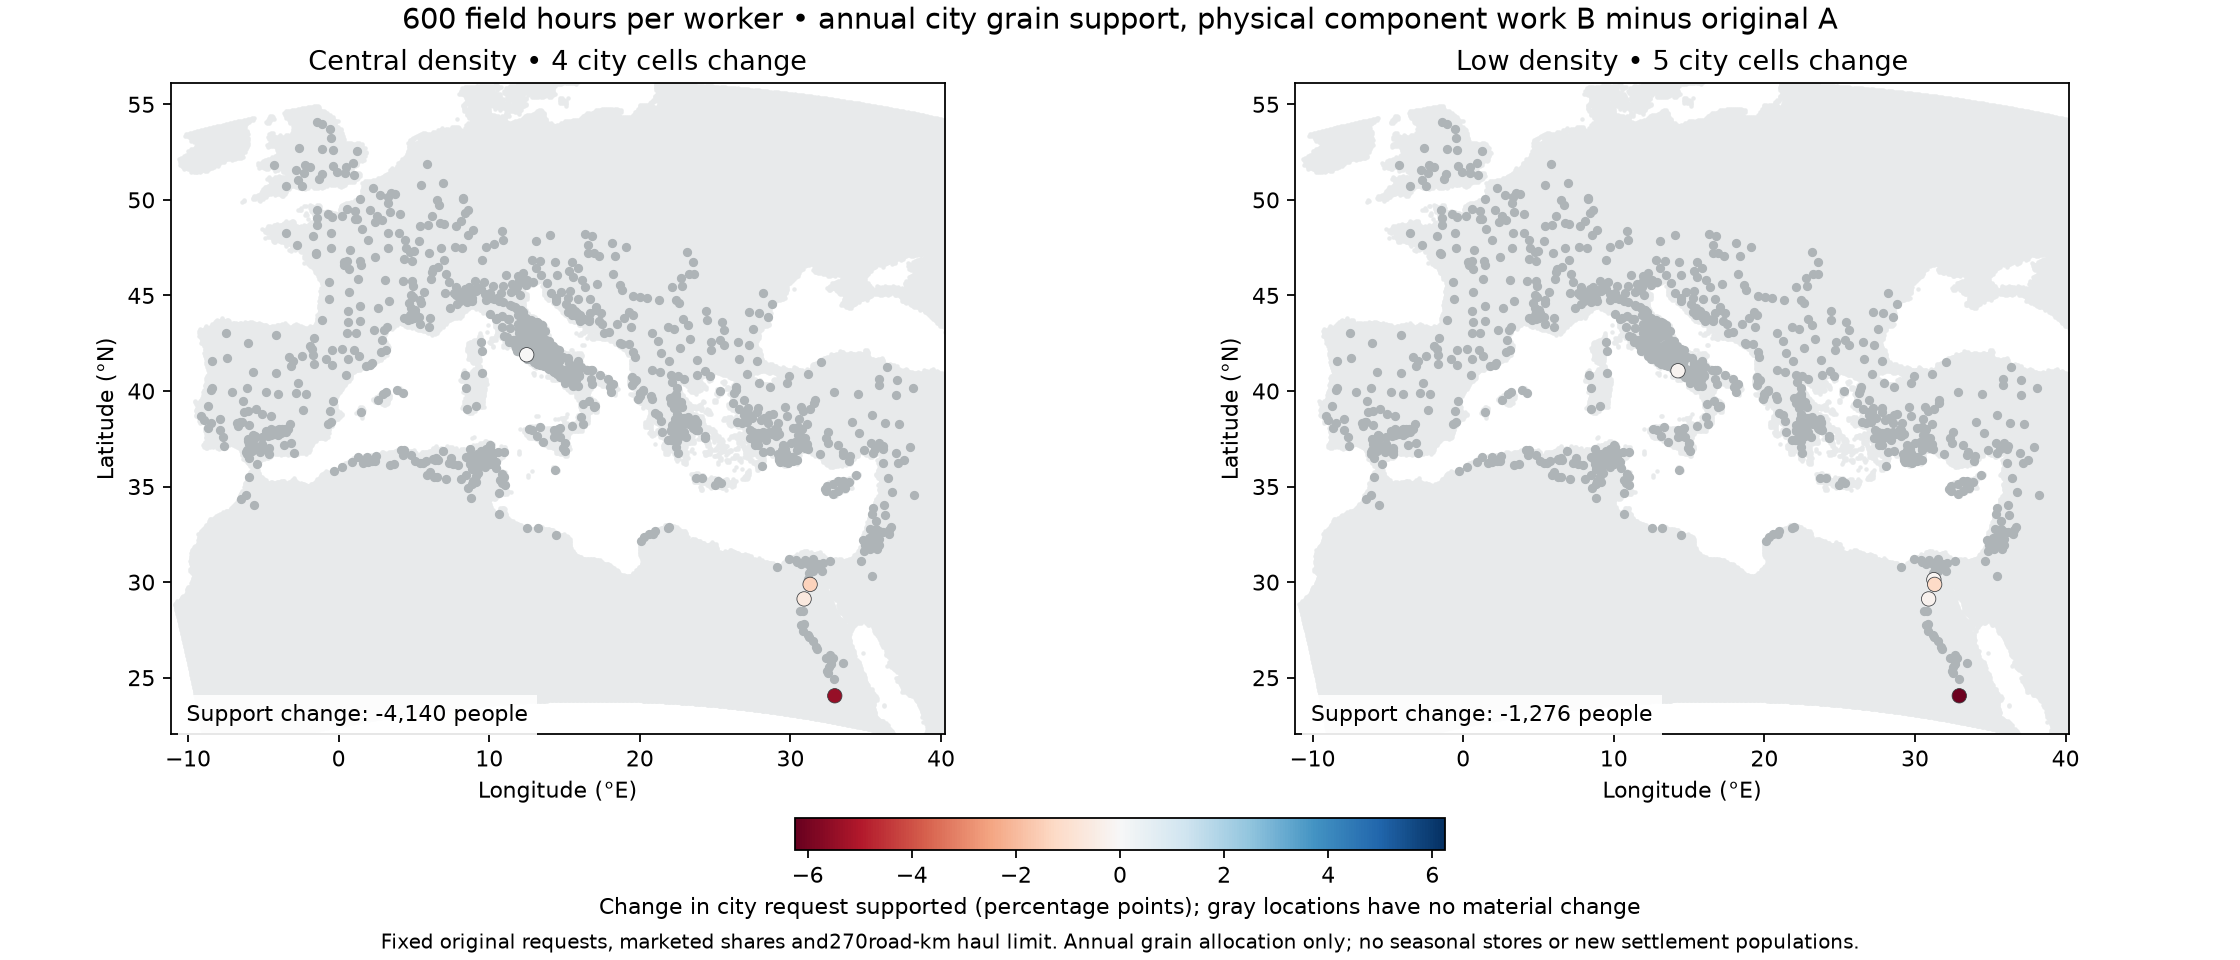 600 field hours per worker • annual city grain support, physical component work B minus original A
Central density • 4 city cells change
Low density • 5 city cells change
55
50
45
40
35
30
25
Latitude (°N)
Support change: -4,140 people
−10 0 10 20 30 40
Longitude (°E)
55
50
45
40
35
30
25
Latitude (°N)
Support change: -1,276 people
−10 0 10 20 30 40
Longitude (°E)
−6 −4 −2 0 2 4 6
Change in city request supported (percentage points); gray locations have no material change
Fixed original requests, marketed shares and270road-km haul limit. Annual grain allocation only; no seasonal stores or new settlement populations.